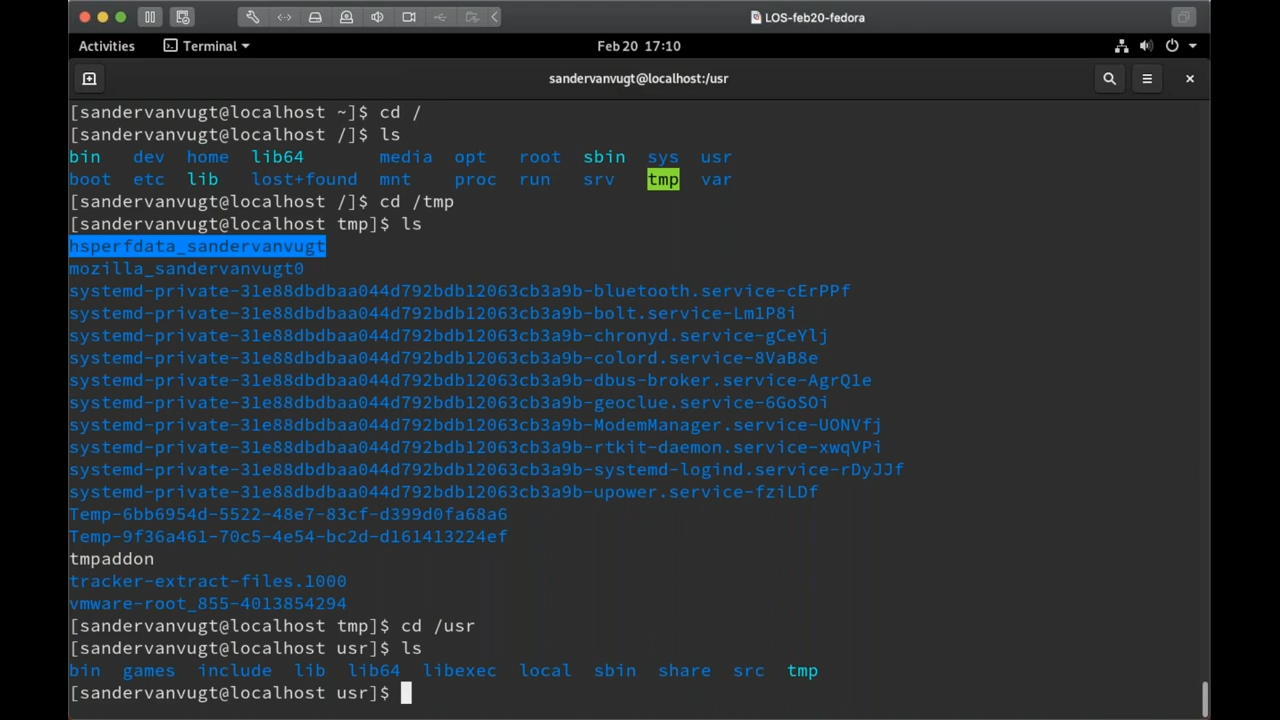 LOS-feb20-fedora
Activities Terminal Feb 20 17:10
sandervanvugt@localhost:/usr
[sandervanvugt@localhost ~]$ cd /
[sandervanvugt@localhost /]$ ls
bin dev home lib64 media opt root sbin sys usr
boot etc lib lost+found mnt proc run srv tmp var
[sandervanvugt@localhost /]$ cd /tmp
[sandervanvugt@localhost tmp]$ ls
hsperfdata_sandervanvugt
mozilla_sandervanvugt0
systemd-private-31e88dbdbaa044d792bdb12063cb3a9b-bluetooth.service-cErPPf
systemd-private-31e88dbdbaa044d792bdb12063cb3a9b-bolt.service-Lm1P8i
systemd-private-31e88dbdbaa044d792bdb12063cb3a9b-chronyd.service-gCeYlj
systemd-private-31e88dbdbaa044d792bdb12063cb3a9b-colord.service-8VaB8e
systemd-private-31e88dbdbaa044d792bdb12063cb3a9b-dbus-broker.service-AgrQ1e
systemd-private-31e88dbdbaa044d792bdb12063cb3a9b-geoclue.service-6GoSOi
systemd-private-31e88dbdbaa044d792bdb12063cb3a9b-ModemManager.service-UONVfj
systemd-private-31e88dbdbaa044d792bdb12063cb3a9b-rtkit-daemon.service-xwqVPi
systemd-private-31e88dbdbaa044d792bdb12063cb3a9b-systemd-logind.service-rDyJJf
systemd-private-31e88dbdbaa044d792bdb12063cb3a9b-upower.service-fziLDf
Temp-6bb6954d-5522-48e7-83cf-d399d0fa68a6
Temp-9f36a461-70c5-4e54-bc2d-d161413224ef
tmpaddon
tracker-extract-files.1000
vmware-root_855-4013854294
[sandervanvugt@localhost tmp]$ cd /usr
[sandervanvugt@localhost usr]$ ls
bin games include lib lib64 libexec local sbin share src tmp
[sandervanvugt@localhost usr]$